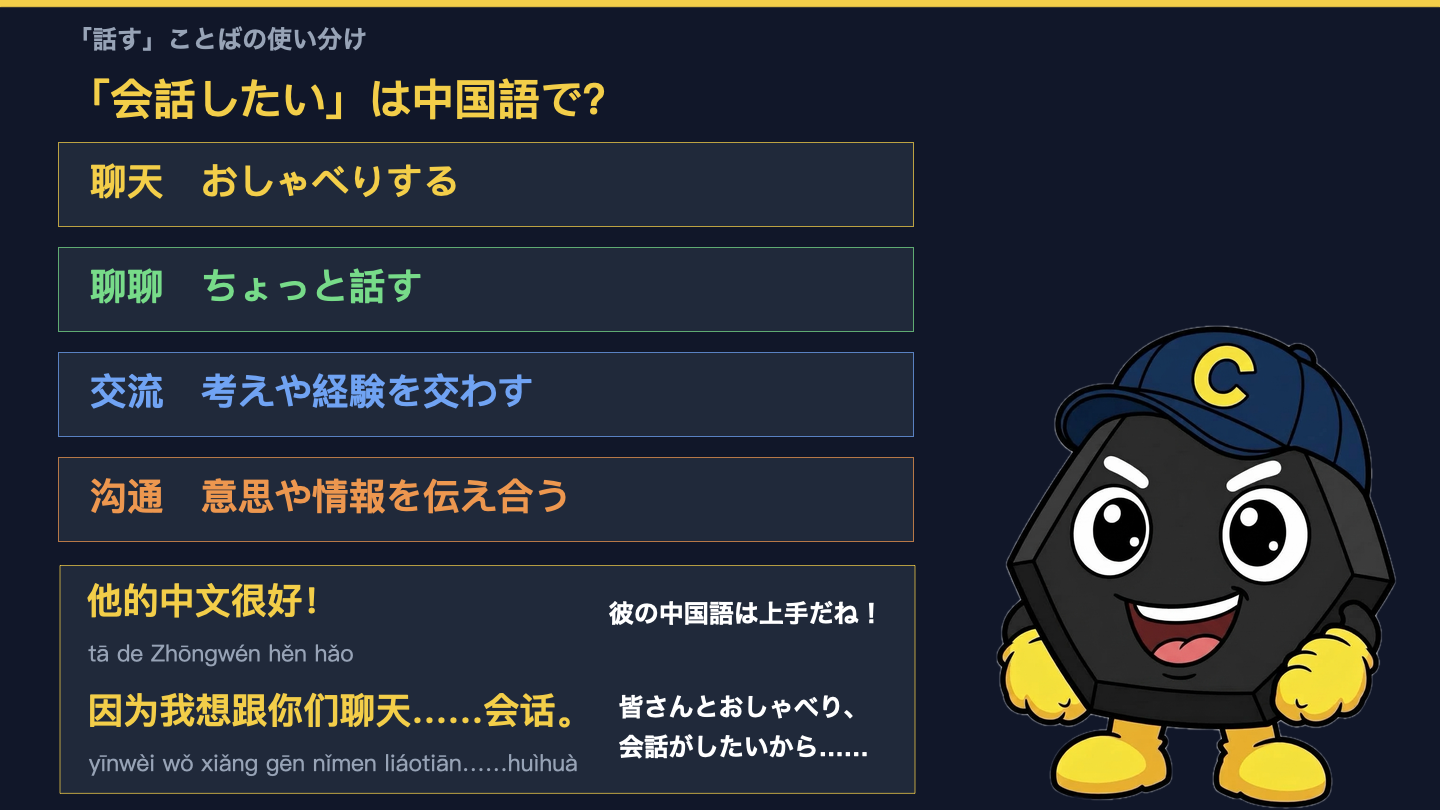 「話す」ことばの使い分け
「会話したい」は中国語で?
聊天　おしゃべりする
聊聊　ちょっと話す
交流　考えや経験を交わす
沟通　意思や情報を伝え合う
他的中文很好!
彼の中国語は上手だね！
tā de Zhōngwén hěn hǎo
因为我想跟你们聊天……会话。
皆さんとおしゃべり、
会話がしたいから……
yīnwèi wǒ xiǎng gēn nǐmen liáotiān……huìhuà
C